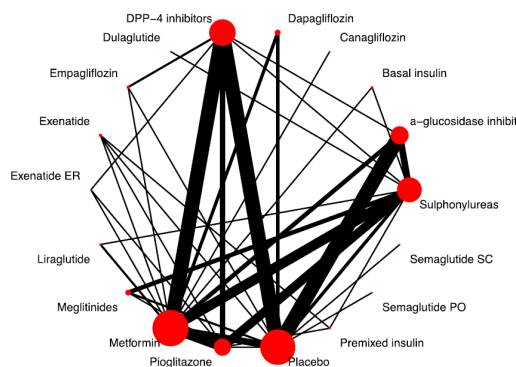 DPP−4 inhibitors
Dapagliflozin
Dulaglutide
Canagliflozin
Empagliflozin
Basal insulin
Exenatide
a−glucosidase inhibit
Exenatide ER
Sulphonylureas
Liraglutide
Semaglutide SC
Meglitinides
Semaglutide PO
Metformin
Premixed insulin
Pioglitazone
Placebo